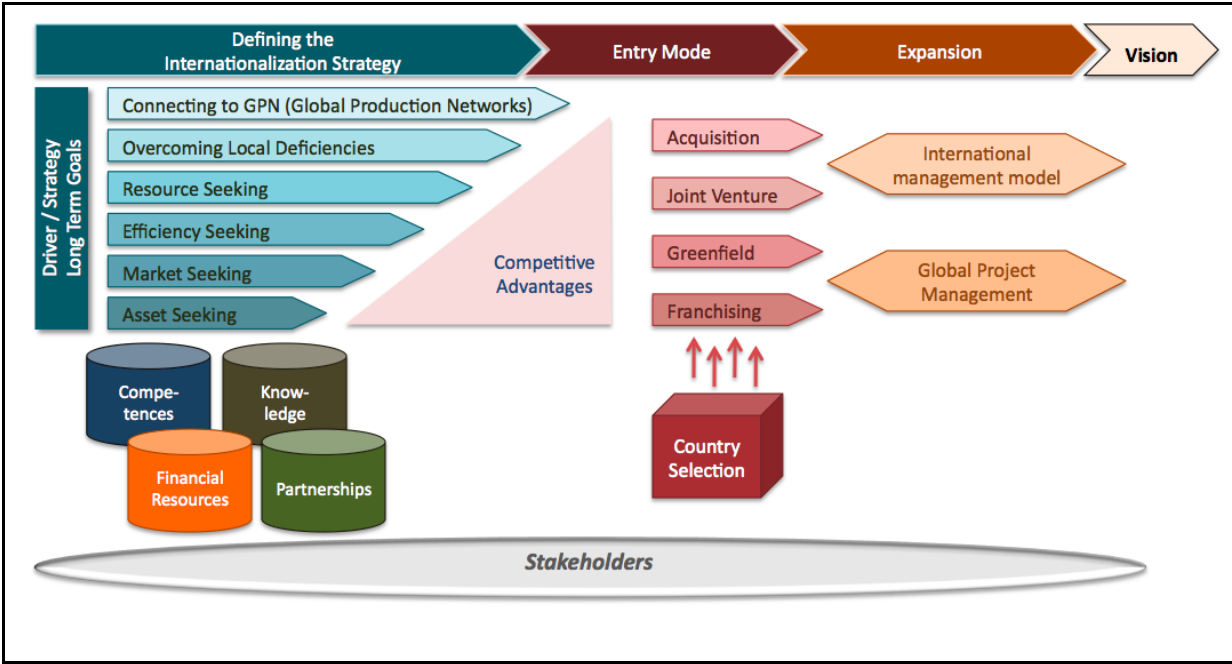 Defining the
Internationalization Strategy
Entry Mode
Expansion
Vision
Driver / Strategy
Long Term Goals
Connecting to GPN (Global Production Networks)
Overcoming Local Deficiencies
Resource Seeking
Efficiency Seeking
Market Seeking
Asset Seeking
Competitive
Advantages
Acquisition
Joint Venture
Greenfield
Franchising
International
management model
Global Project
Management
Compe-
tences
Know-
ledge
Financial
Resources
Partnerships
Country
Selection
Stakeholders